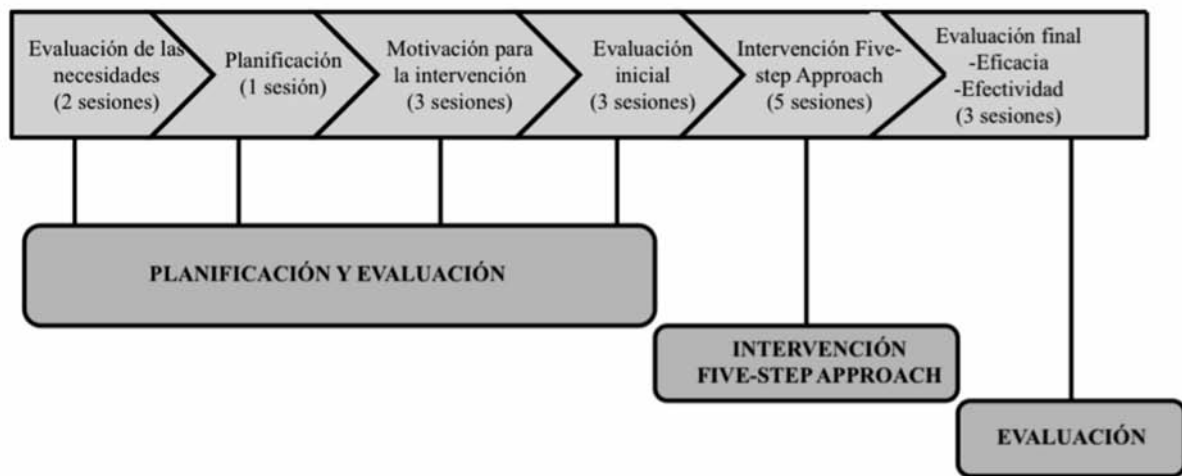 Evaluación de las
necesidades
(2 sesiones)
Planificación
(1 sesión)
Motivación para
la intervención
(3 sesiones)
Evaluación
inicial
(3 sesiones)
Intervención Five-
step Approach
(5 sesiones)
Evaluación final
-Eficacia
-Efectividad
(3 sesiones)
PLANIFICACIÓN Y EVALUACIÓN
INTERVENCIÓN
FIVE-STEP APPROACH
EVALUACIÓN